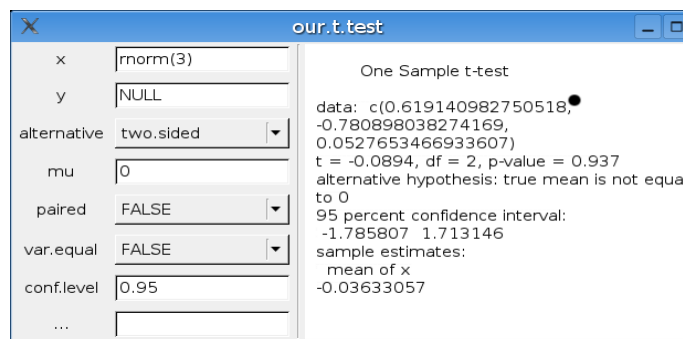 our.t.test
x rnorm(3)
y NULL
alternative two.sided
mu 0
paired FALSE
var.equal FALSE
conf.level 0.95
...
One Sample t-test
data: c(0.619140982750518,
-0.780898038274169,
0.0527653466933607)
t = -0.0894, df = 2, p-value = 0.937
alternative hypothesis: true mean is not equa
to 0
95 percent confidence interval:
-1.785807 1.713146
sample estimates:
mean of x
-0.03633057